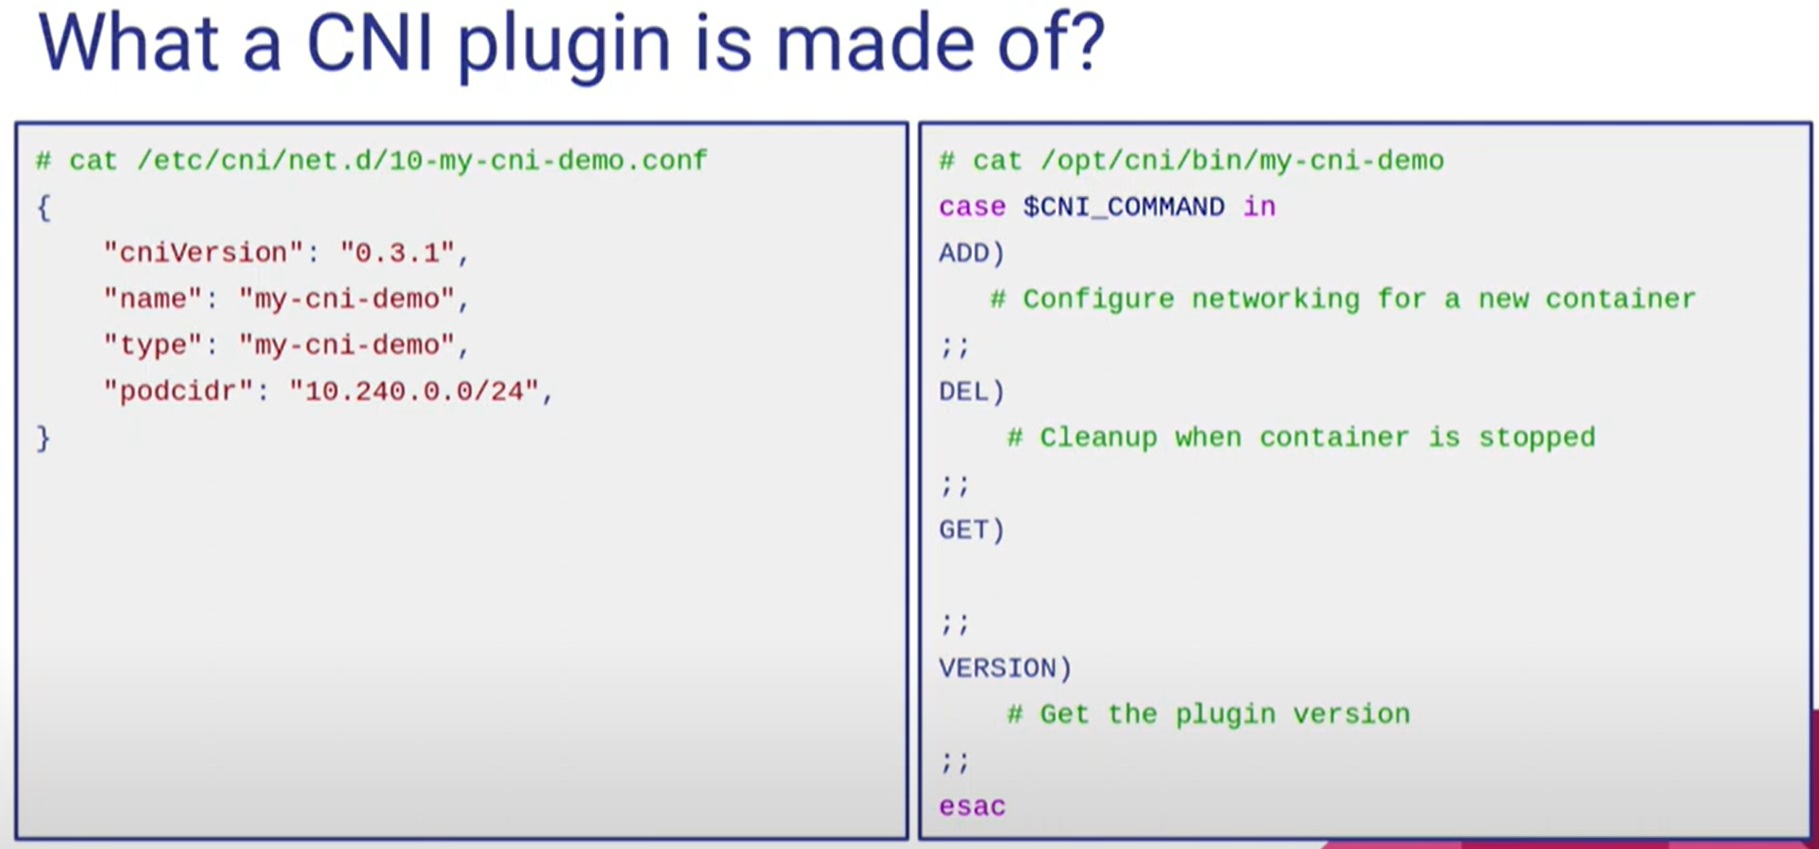 What a CNI plugin is made of?
# cat /etc/cni/net.d/10-my-cni-demo.conf
{
"cniVersion": "0.3.1",
"name": "my-cni-demo",
"type": "my-cni-demo",
"podcidr": "10.240.0.0/24",
}
# cat /opt/cni/bin/my-cni-demo
case $CNI_COMMAND in
ADD)
# Configure networking for a new container
;;
DEL)
# Cleanup when container is stopped
;;
GET)
;;
VERSION)
# Get the plugin version
;;
esac